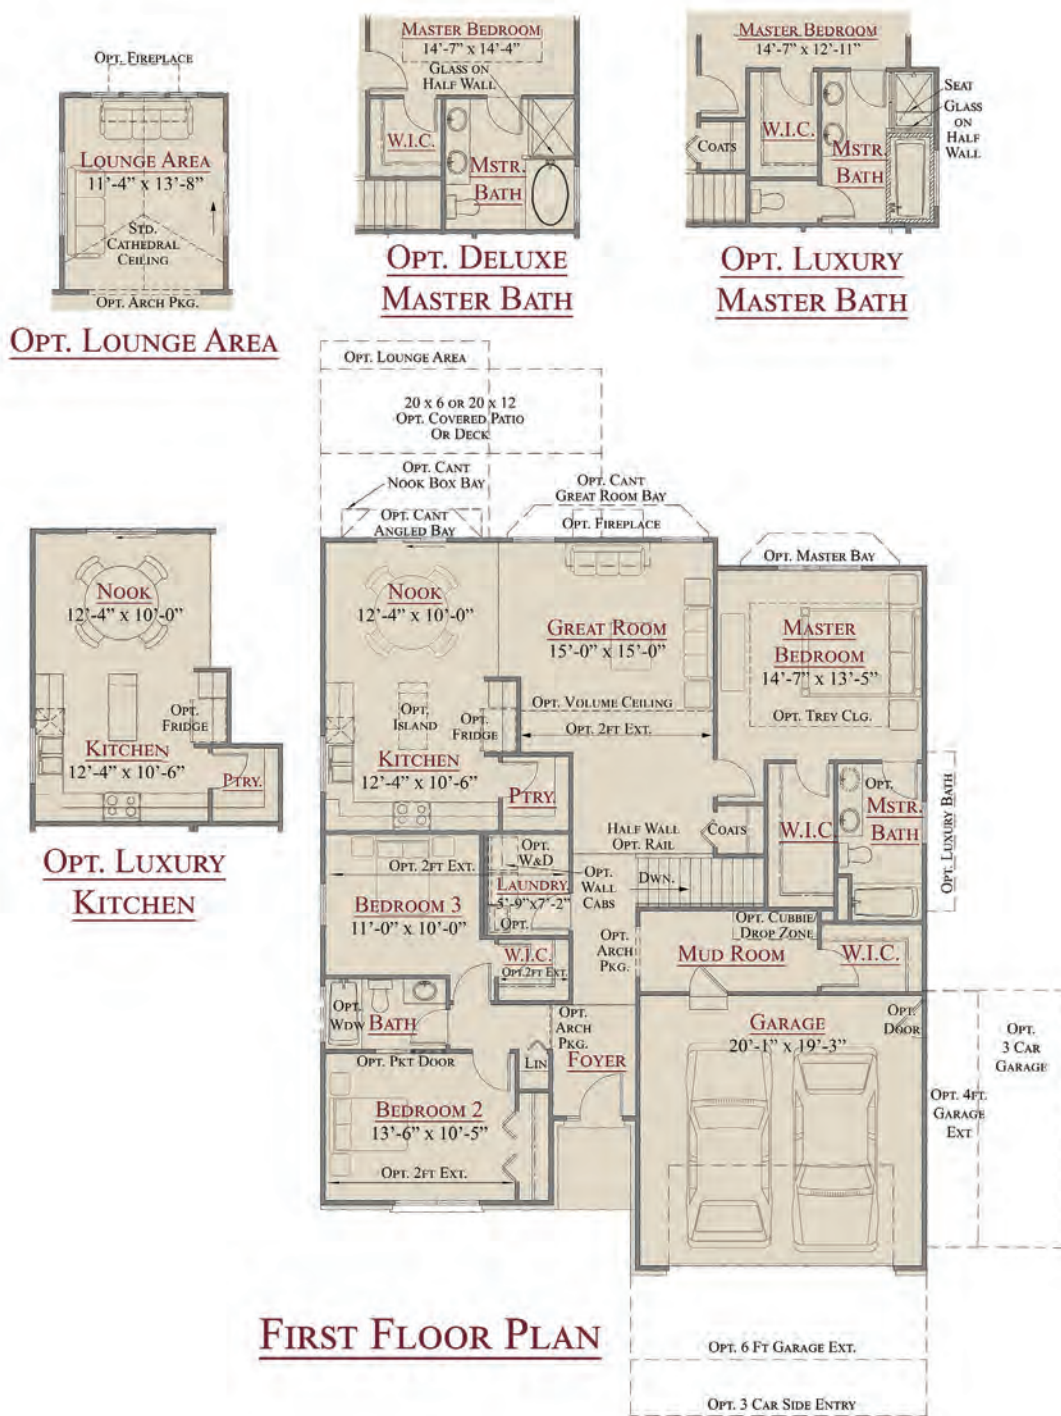 OPT. FIREPLACE
LOUNGE AREA
11'-4" x 13'-8"
STD.
CATHEDRAL
CEILING
OPT. ARCH PKG.
OPT. LOUNGE AREA
MASTER BEDROOM
14'-7" x 14'-4"
GLASS ON
HALF WALL
W.I.C.
MSTR.
BATH
OPT. DELUXE
MASTER BATH
MASTER BEDROOM
14'-7" x 12'-11"
SEAT
GLASS
ON
HALF
WALL
COATS
W.I.C.
MSTR.
BATH
OPT. LUXURY
MASTER BATH
OPT. LOUNGE AREA
20 x 6 OR 20 x 12
OPT. COVERED PATIO
OR DECK
OPT. CANT
NOOK BOX BAY
OPT. CANT
ANGLED BAY
OPT. CANT
GREAT ROOM BAY
OPT. FIREPLACE
OPT. MASTER BAY
NOOK
12'-4" x 10'-0"
OPT.
FRIDGE
KITCHEN
12'-4" x 10'-6"
PTRY.
OPT. LUXURY
KITCHEN
NOOK
12'-4" x 10'-0"
GREAT ROOM
15'-0" x 15'-0"
MASTER
BEDROOM
14'-7" x 13'-5"
OPT. TREY CLG.
OPT. VOLUME CEILING
OPT. 2FT EXT.
OPT.
ISLAND
OPT.
FRIDGE
KITCHEN
12'-4" x 10'-6"
PTRY.
HALF WALL
OPT. RAIL
COATS
W.I.C.
OPT.
MSTR.
BATH
OPT. LUXURY BATH
OPT. 2FT EXT.
OPT.
W&D
LAUNDRY
5'-9"x7'-2"
OPT.
OPT.
WALL
CABS
DWN.
BEDROOM 3
11'-0" x 10'-0"
W.I.C.
OPT.2FT EXT.
OPT.
ARCH
PKG.
OPT. CUBBIE/
DROP ZONE
MUD ROOM
W.I.C.
OPT.
WDW
BATH
OPT. PKT DOOR
OPT.
ARCH
PKG.
FOYER
LIN
GARAGE
20'-1" x 19'-3"
OPT.
DOOR
OPT.
3 CAR
GARAGE
OPT. 4FT.
GARAGE
EXT
BEDROOM 2
13'-6" x 10'-5"
OPT. 2FT EXT.
FIRST FLOOR PLAN
OPT. 6 FT GARAGE EXT.
OPT. 3 CAR SIDE ENTRY